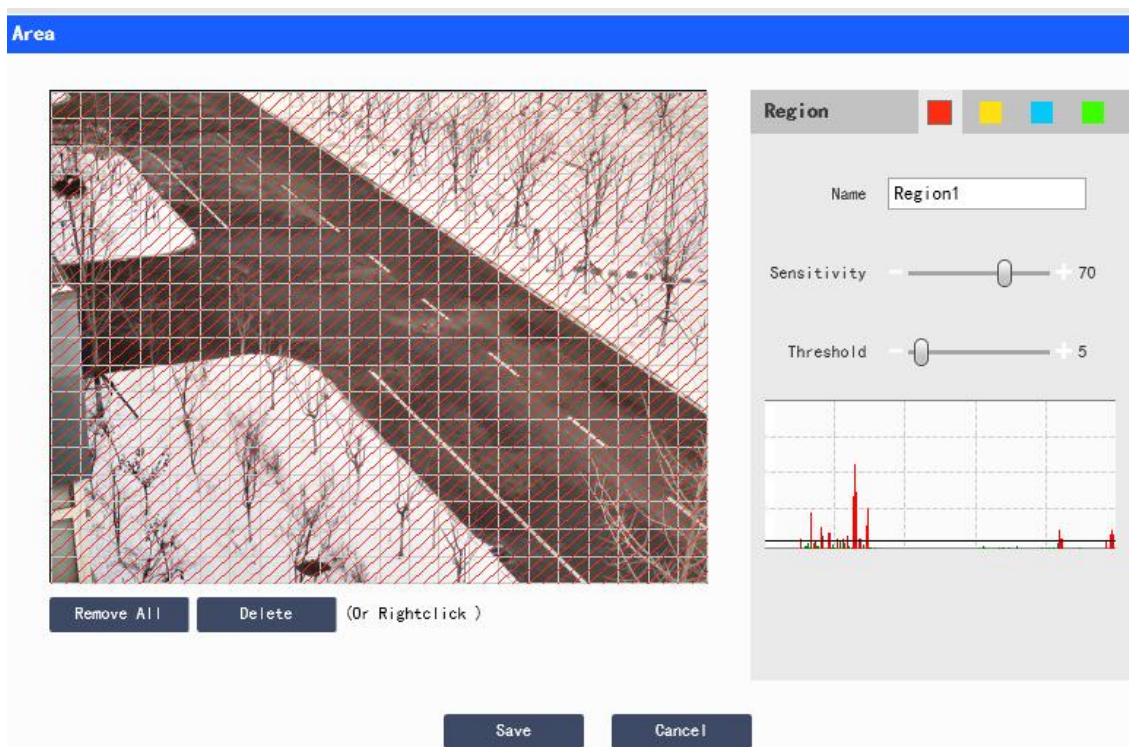 Area
Region
Name Region1
Sensitivity 70
Threshold 5
Remove All Delete (Or Rightclick )
Save Cancel